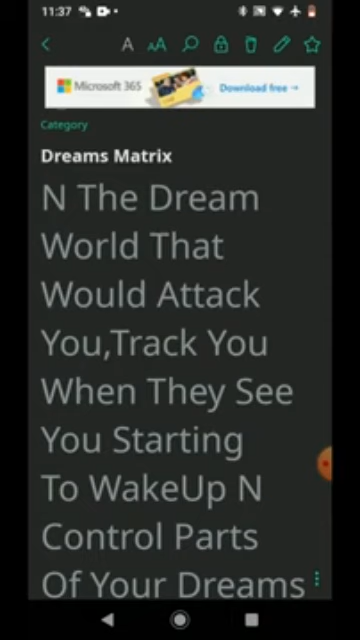 11:37
A AA
Microsoft 365 Download free →
Category
Dreams Matrix
N The Dream
World That
Would Attack
You,Track You
When They See
You Starting
To WakeUp N
Control Parts
Of Your Dreams